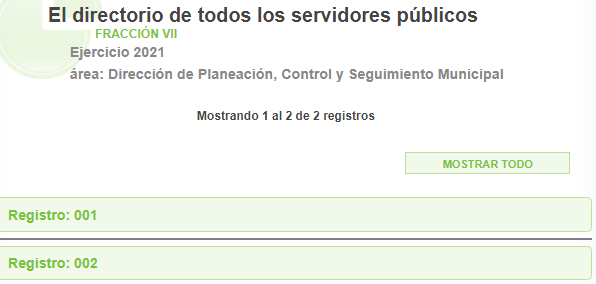 El directorio de todos los servidores públicos
FRACCIÓN VII
Ejercicio 2021
área: Dirección de Planeación, Control y Seguimiento Municipal
Mostrando 1 al 2 de 2 registros
MOSTRAR TODO
Registro: 001
Registro: 002